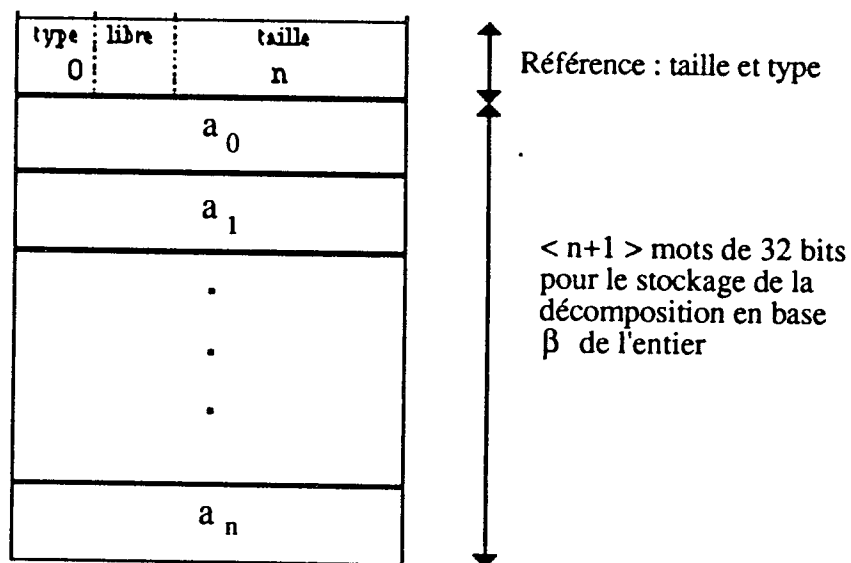 type libre taille
0 n
Référence : taille et type
a 0
a 1
< n+1 > mots de 32 bits
pour le stockage de la
décomposition en base
β de l'entier
a n